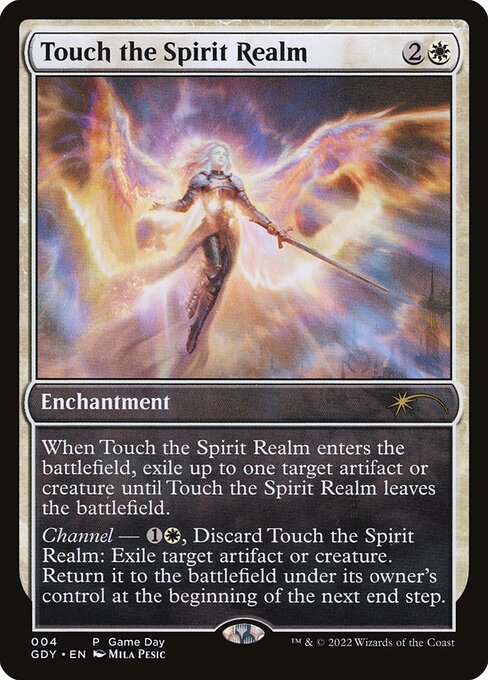 Touch the Spirit Realm 2
Enchantment
When Touch the Spirit Realm enters the
battlefield, exile up to one target artifact or
creature until Touch the Spirit Realm leaves
the battlefield.
Channel — 1, Discard Touch the Spirit
Realm: Exile target artifact or creature.
Return it to the battlefield under its owner's
control at the beginning of the next end step.
004 P Game Day
GDY • EN Mila Pesic
™ & © 2022 Wizards of the Coast